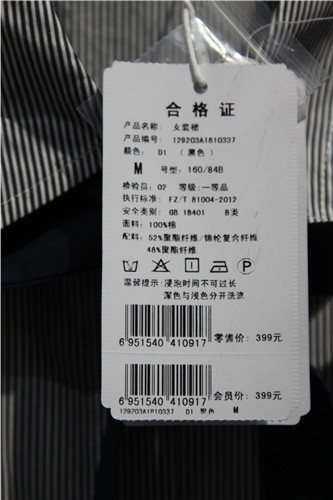 合格证
产品名称: 女装裙
产品编号: 129203A1810337
颜色: D1 (黑色)
M 号型: 160/84B
检验员: 02 等级: 一等品
执行标准: FZ/T 81004-2012
安全类别: GB 18401 B类
面料: 100%棉
配料: 52%聚酯纤维/锦纶复合纤维
48%聚酯纤维
温馨提示: 浸泡时间不可过长
深色与浅色分开洗涤
6 951540 410917
零售价: 399元
6 951540 410917
会员价: 399元
129203A1810337 D1 黑色 M